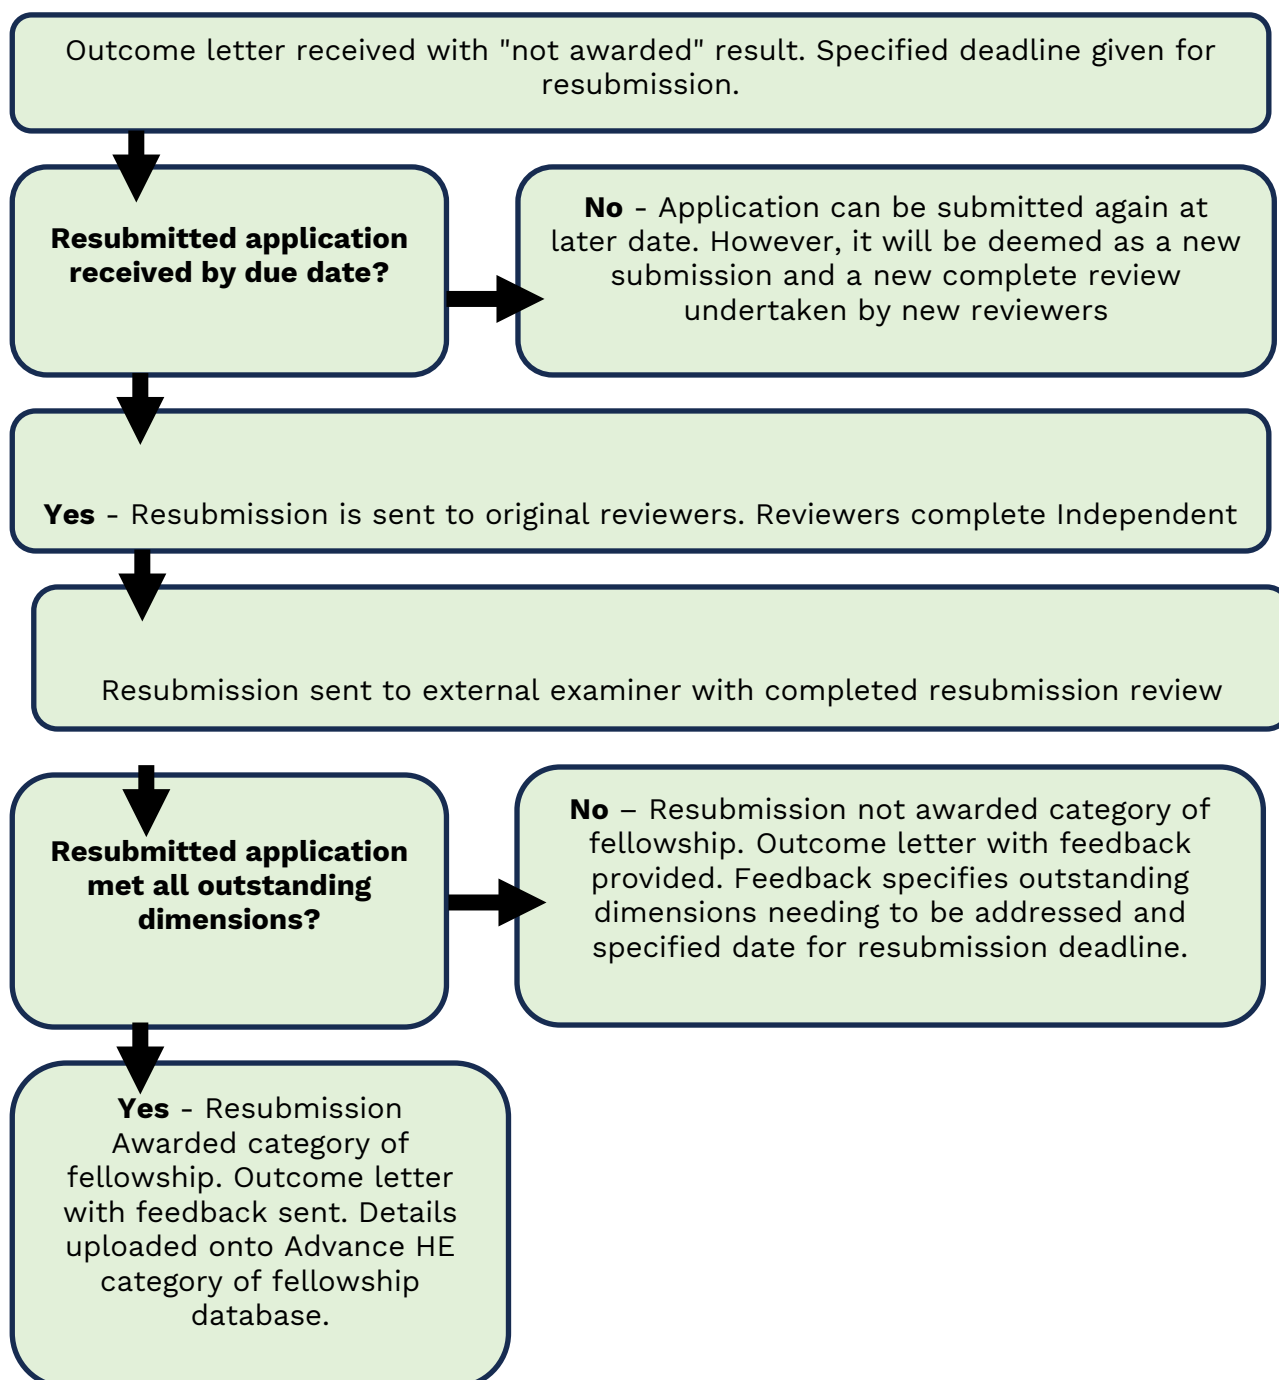 Outcome letter received with "not awarded" result. Specified deadline given for
resubmission.
Resubmitted application
received by due date?
No - Application can be submitted again at
later date. However, it will be deemed as a new
submission and a new complete review
undertaken by new reviewers
Yes - Resubmission is sent to original reviewers. Reviewers complete Independent
Resubmission sent to external examiner with completed resubmission review
Resubmitted application
met all outstanding
dimensions?
No – Resubmission not awarded category of
fellowship. Outcome letter with feedback
provided. Feedback specifies outstanding
dimensions needing to be addressed and
specified date for resubmission deadline.
Yes - Resubmission
Awarded category of
fellowship. Outcome letter
with feedback sent. Details
uploaded onto Advance HE
category of fellowship
database.